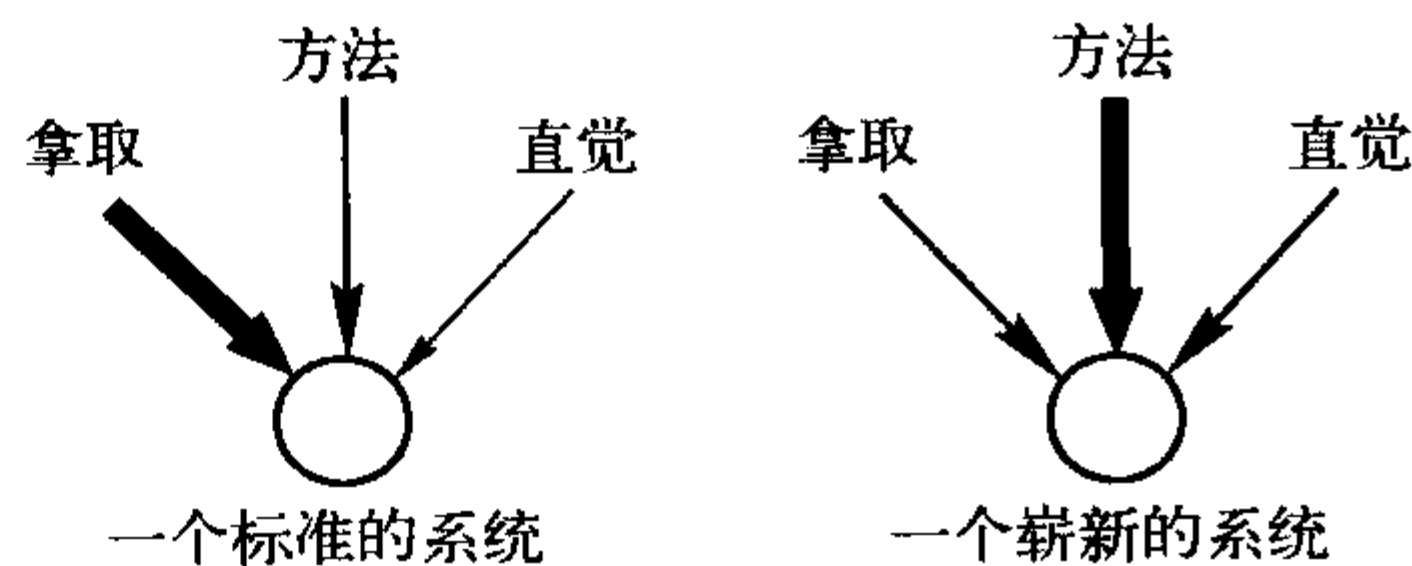 方法
拿取
直觉
一个标准的系统
方法
拿取
直觉
一个崭新的系统